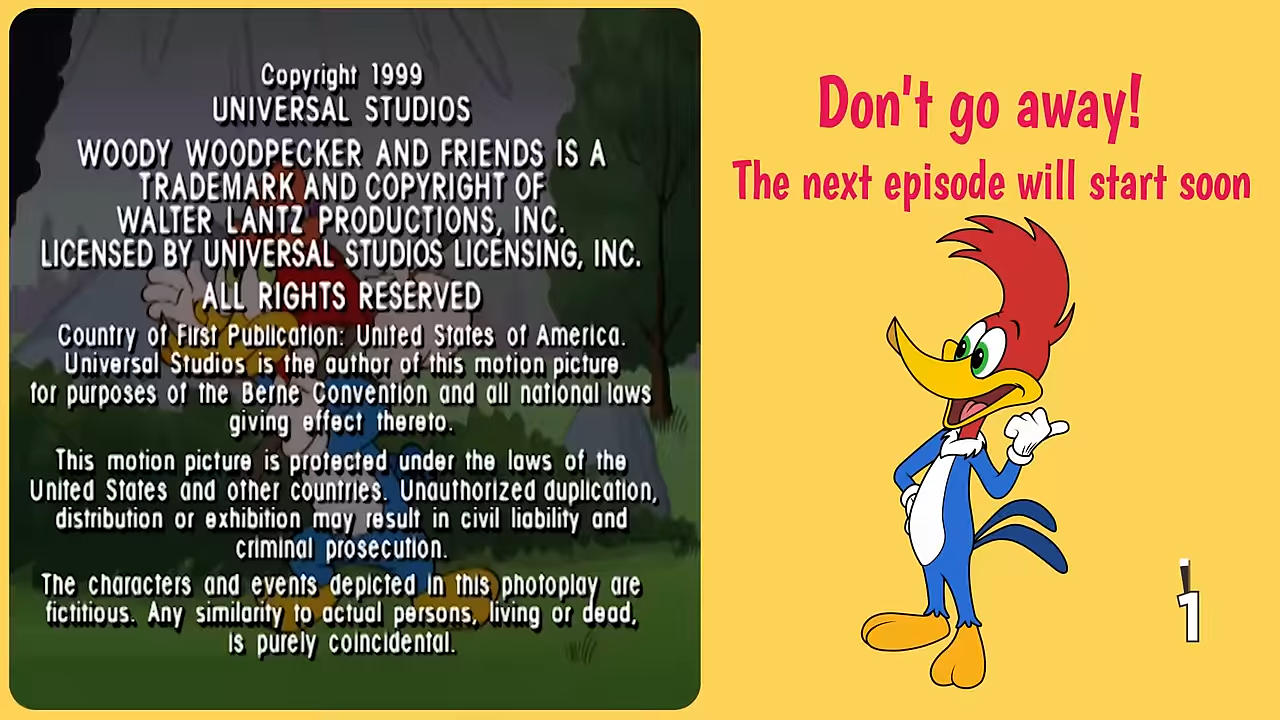 Copyright 1999
UNIVERSAL STUDIOS
WOODY WOODPECKER AND FRIENDS IS A
TRADEMARK AND COPYRIGHT OF
WALTER LANTZ PRODUCTIONS, INC.
LICENSED BY UNIVERSAL STUDIOS LICENSING, INC.
ALL RIGHTS RESERVED
Country of First Publication: United States of America.
Universal Studios is the author of this motion picture
for purposes of the Berne Convention and all national laws
giving effect thereto.
This motion picture is protected under the laws of the
United States and other countries. Unauthorized duplication,
distribution or exhibition may result in civil liability and
criminal prosecution.
The characters and events depicted in this photoplay are
fictitious. Any similarity to actual persons, living or dead,
is purely coincidental.
Don't go away!
The next episode will start soon
1